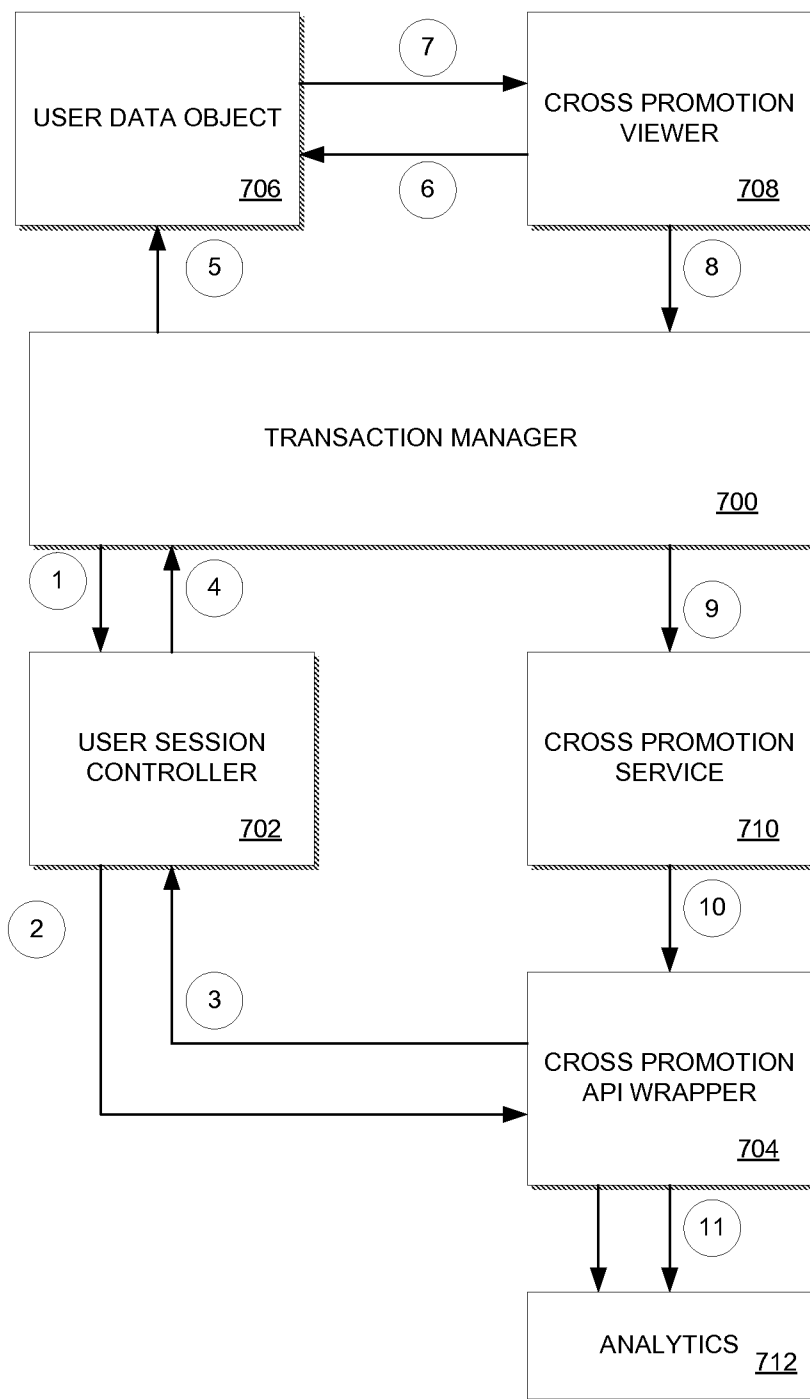 7
USER DATA OBJECT
706
CROSS PROMOTION
VIEWER
708
6
5
8
TRANSACTION MANAGER
700
1
4
9
USER SESSION
CONTROLLER
702
CROSS PROMOTION
SERVICE
710
2
10
3
CROSS PROMOTION
API WRAPPER
704
11
ANALYTICS
712